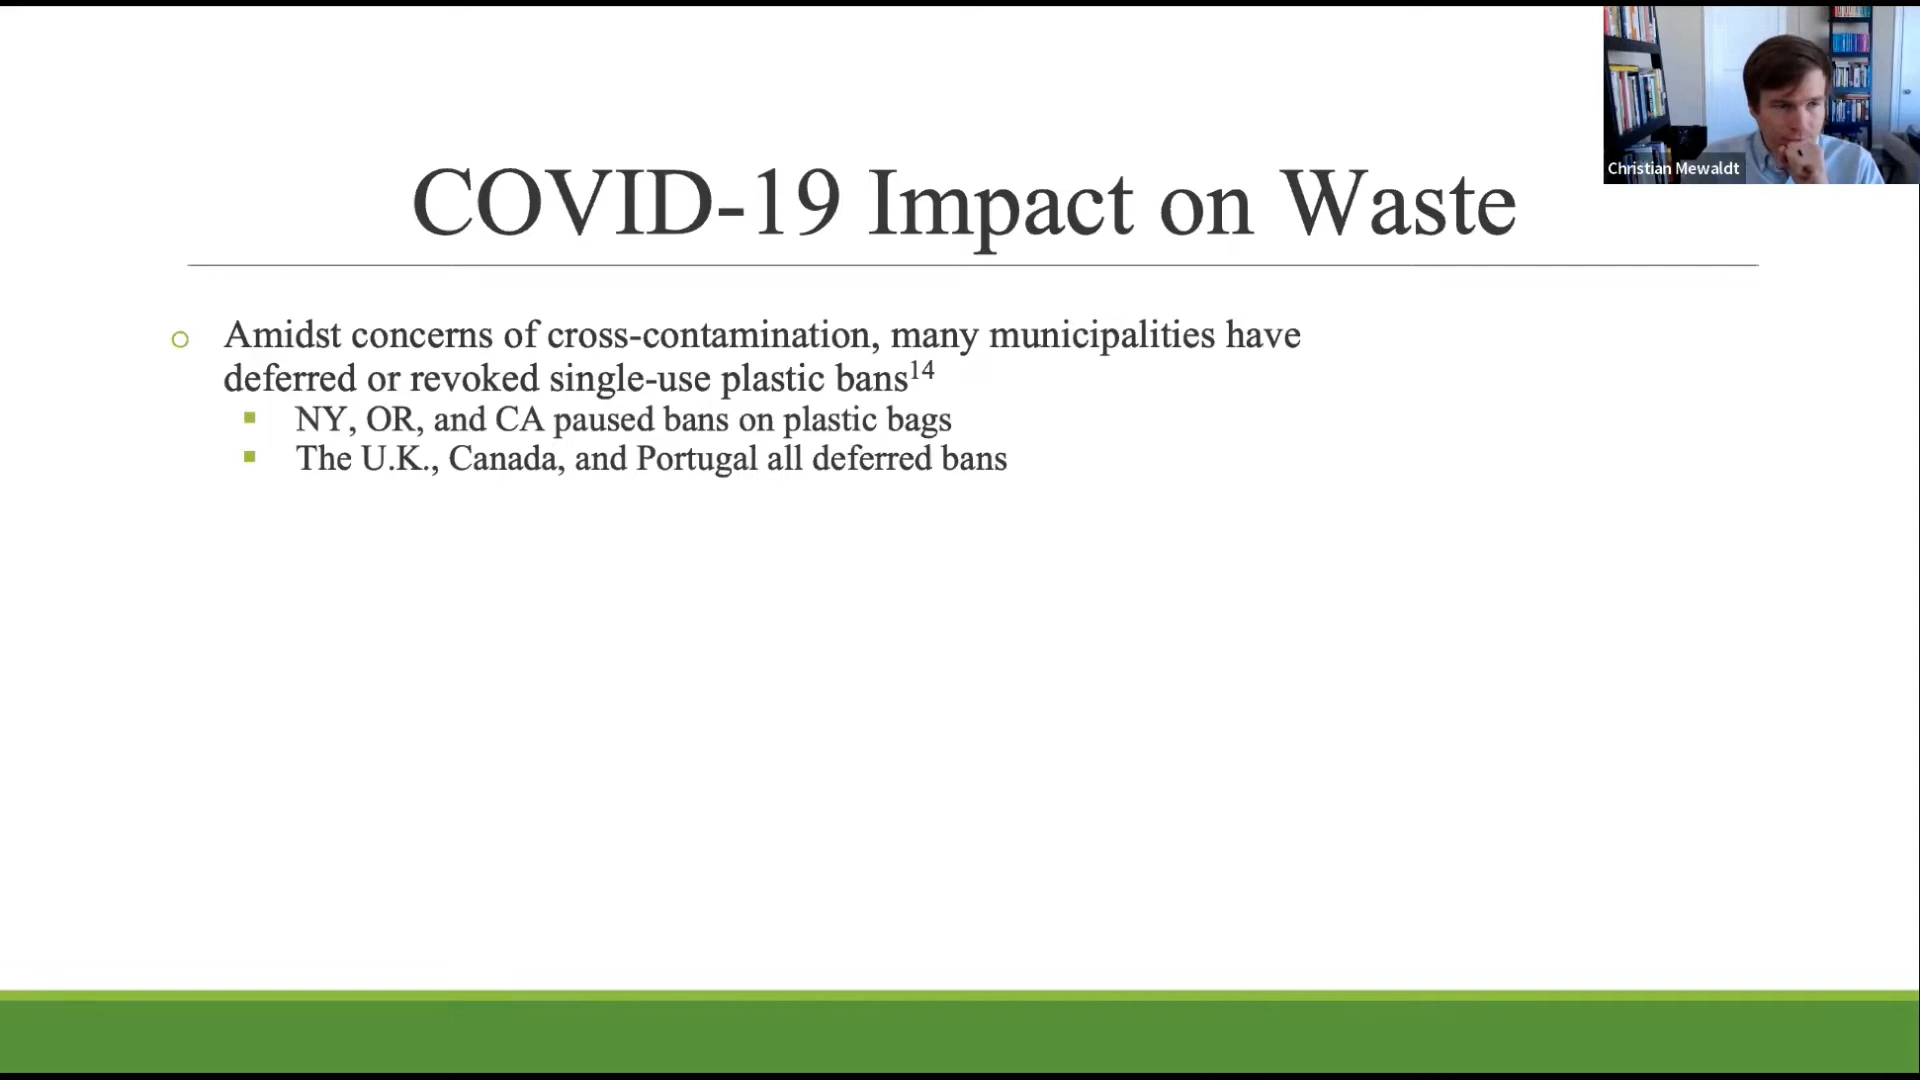 Christian Mewaldt
COVID-19 Impact on Waste
Amidst concerns of cross-contamination, many municipalities have
deferred or revoked single-use plastic bans¹⁴
NY, OR, and CA paused bans on plastic bags
The U.K., Canada, and Portugal all deferred bans